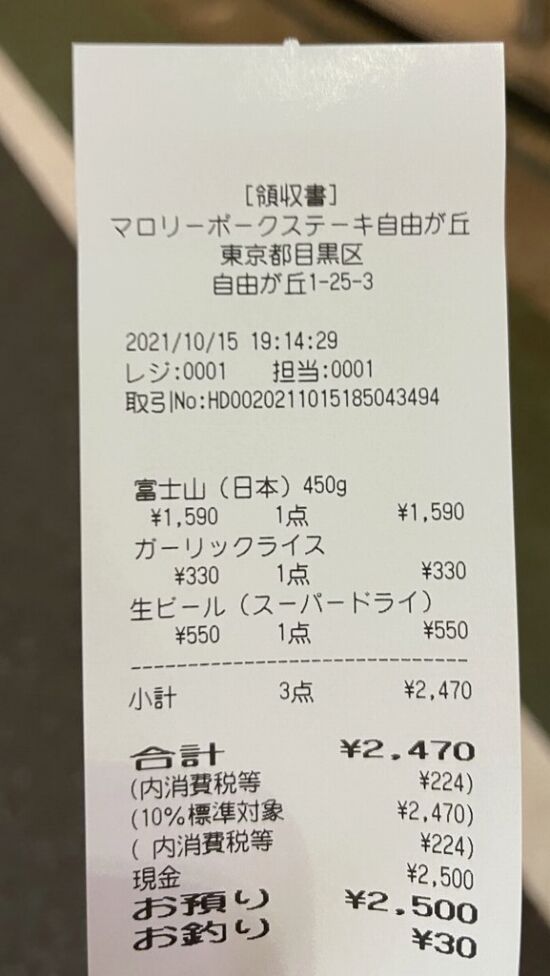 [領収書]
マロリーポークステーキ自由が丘
東京都目黒区
自由が丘1-25-3
2021/10/15 19:14:29
レジ:0001 担当:0001
取引No:HD0020211015185043494
富士山（日本）450g
¥1,590 1点 ¥1,590
ガーリックライス
¥330 1点 ¥330
生ビール（スーパードライ）
¥550 1点 ¥550
--------------------------------
小計 3点 ¥2,470
合計 ¥2,470
(内消費税等 ¥224)
(10%標準対象 ¥2,470)
( 内消費税等 ¥224)
現金 ¥2,500
お預り ¥2,500
お釣り ¥30